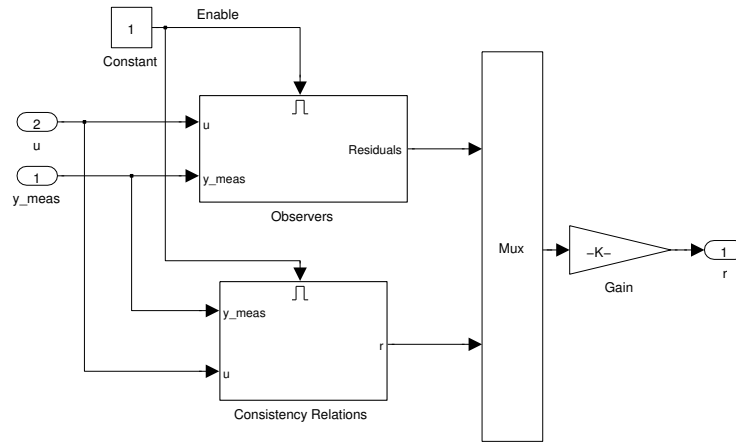 Enable
1
Constant
2
u
1
y_meas
u
y_meas
Residuals
Observers
y_meas
u
r
Consistency Relations
Mux
−K−
Gain
1
r